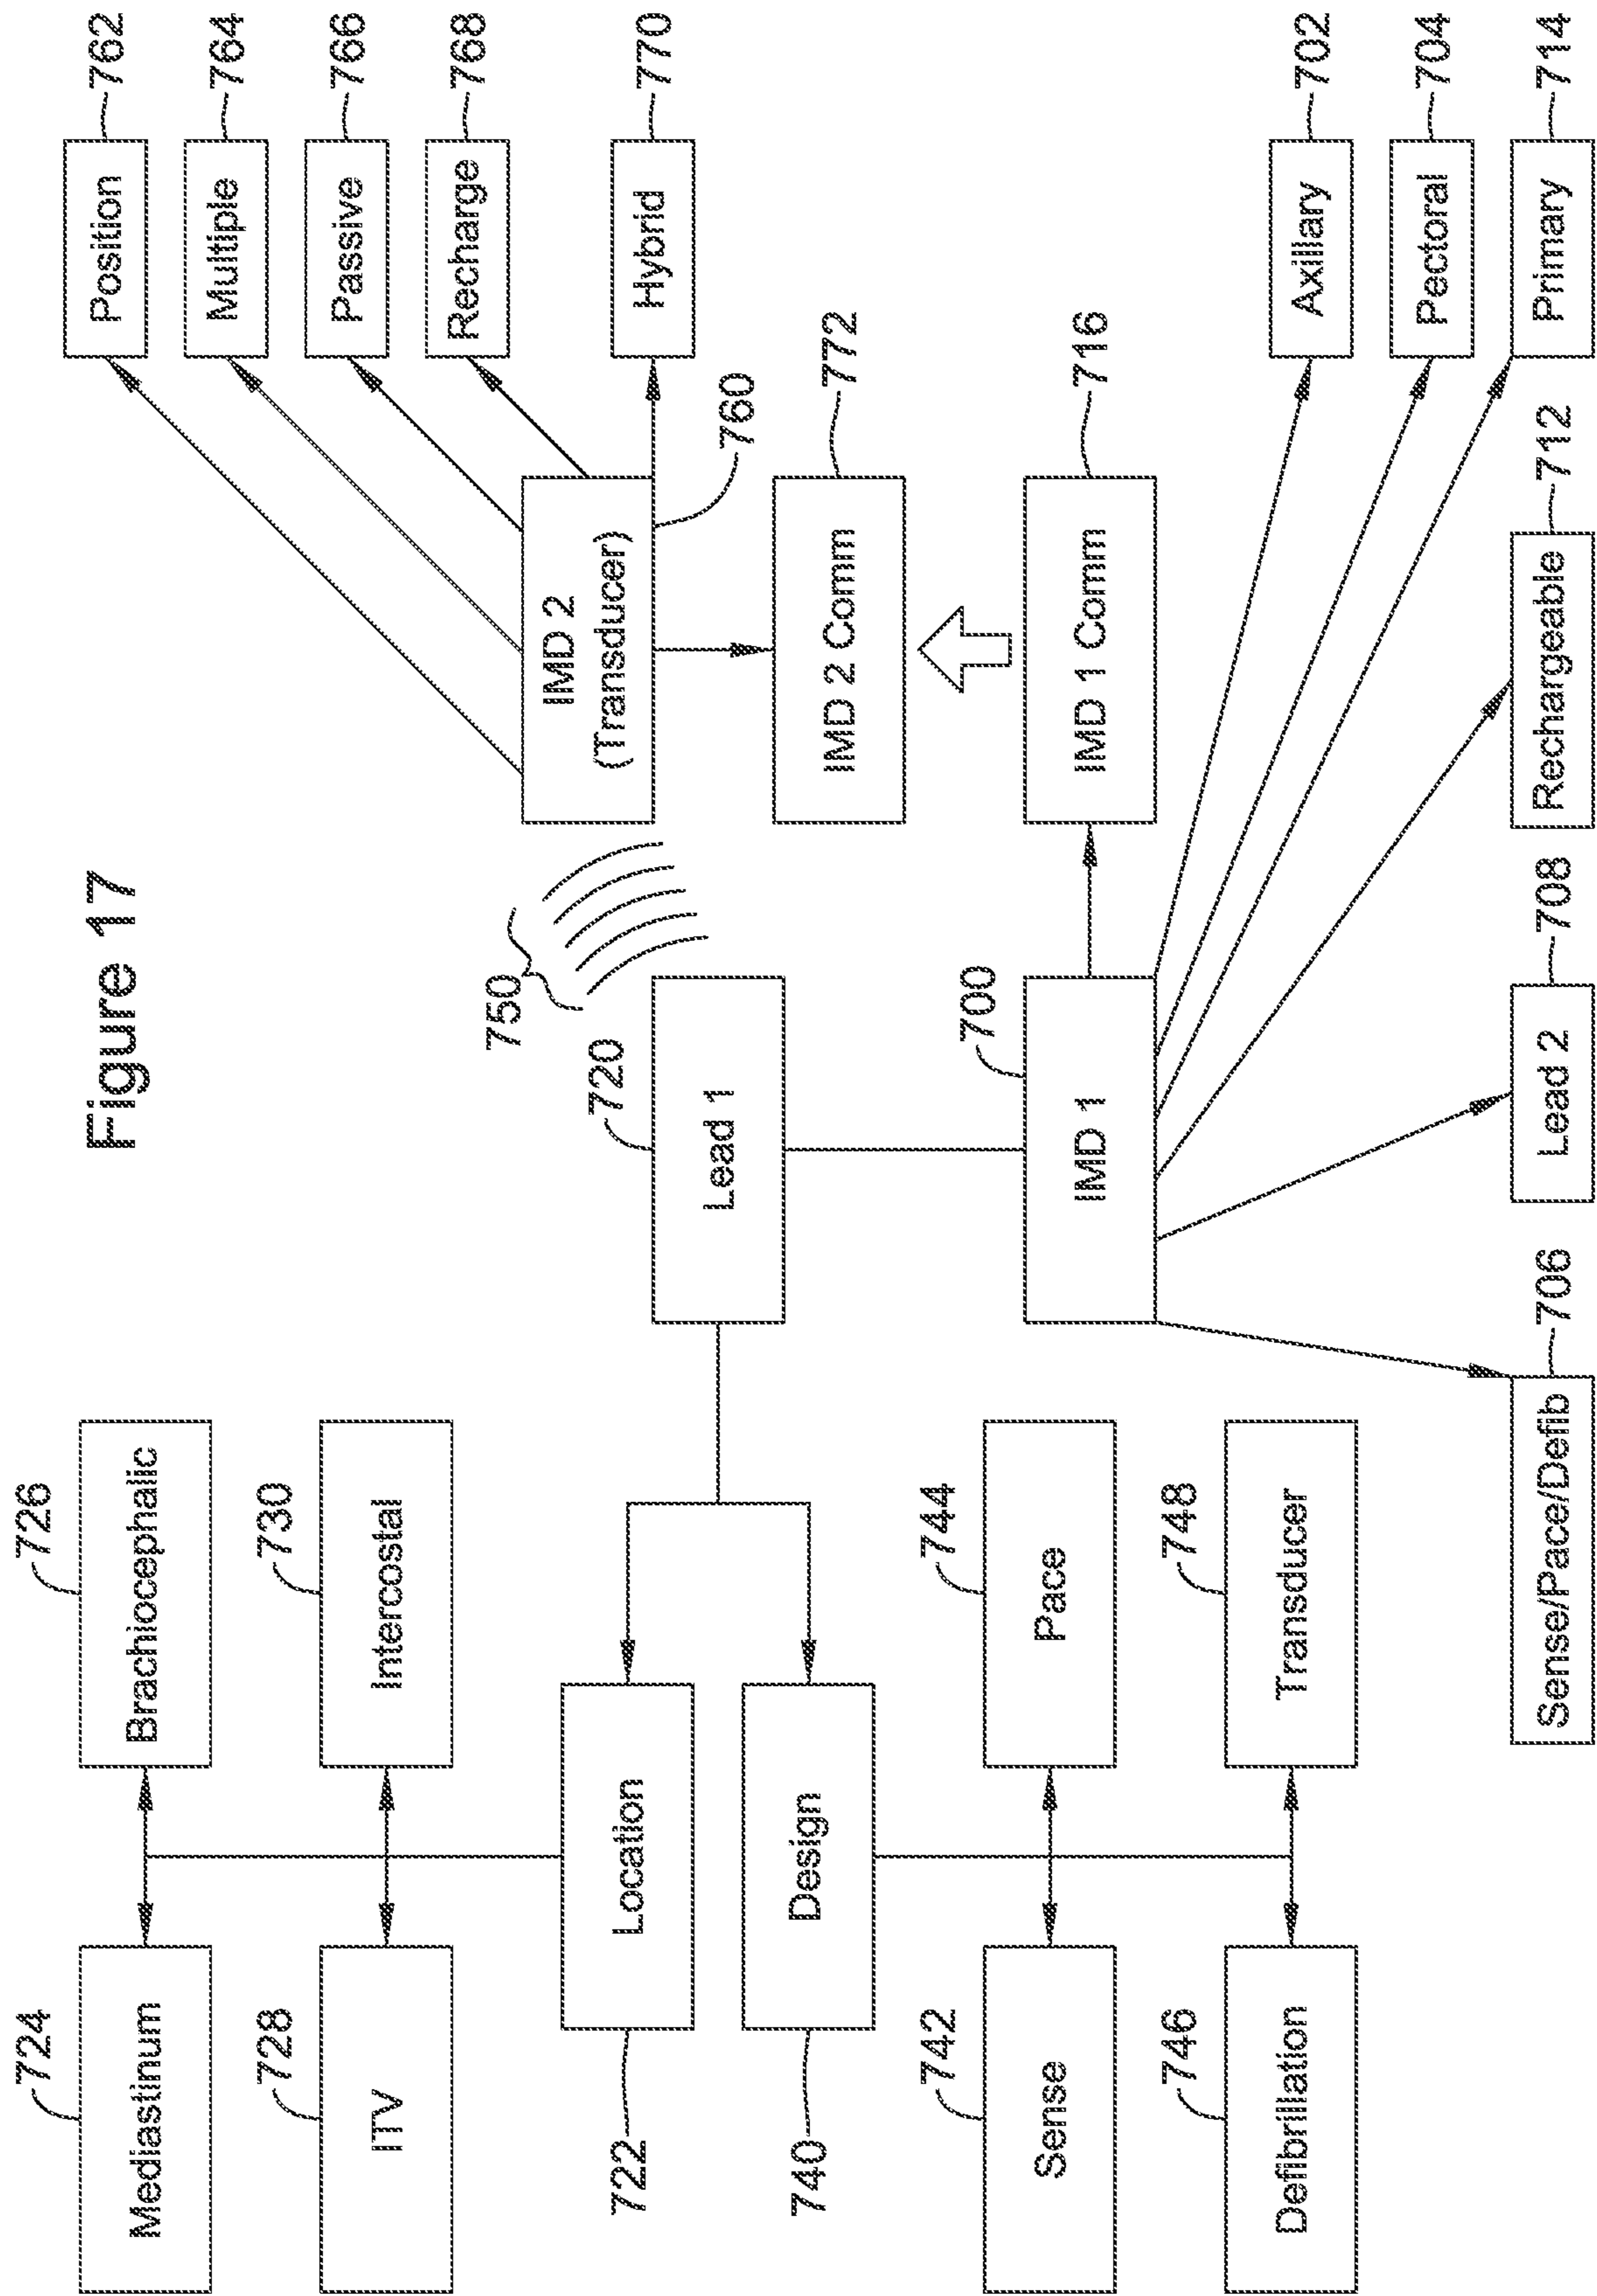 Figure 17
724
Mediastinum
726
Brachiocephalic
728
ITV
730
Intercostal
722
Location
740
Design
742
Sense
744
Pace
746
Defibrillation
748
Transducer
720
Lead 1
750
IMD 2
(Transducer)
760
Position
762
Multiple
764
Passive
766
Recharge
768
Hybrid
770
IMD 2 Comm
772
700
IMD 1
IMD 1 Comm
716
Axillary
702
Pectoral
704
Sense/Pace/Defib
706
Lead 2
708
Rechargeable
712
Primary
714